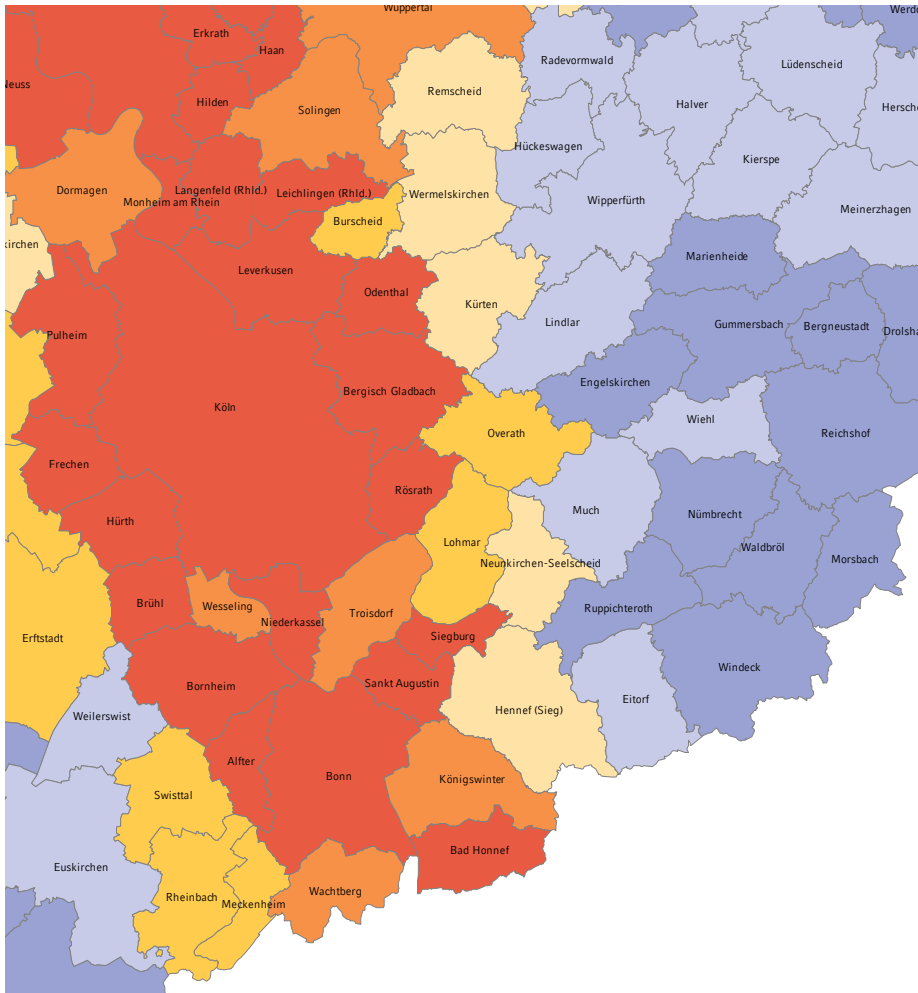 Wuppertal
Erkrath
Haan
Radevormwald
Lüdenscheid
Neuss
Remscheid
Hilden
Solingen
Halver
Hückeswagen
Kierspe
Dormagen
Langenfeld (Rhld.)
Leichlingen (Rhld.)
Wermelskirchen
Monheim am Rhein
Wipperfürth
Meinerzhagen
Burscheid
kirchen
Marienheide
Leverkusen
Odenthal
Kürten
Lindlar
Gummersbach
Bergneustadt
Drolsha
Pulheim
Engelskirchen
Bergisch Gladbach
Köln
Wiehl
Overath
Reichshof
Frechen
Rösrath
Much
Nümbrecht
Hürth
Lohmar
Waldbröl
Neunkirchen-Seelscheid
Morsbach
Brühl
Wesseling
Troisdorf
Ruppichteroth
Niederkassel
Siegburg
Erftstadt
Windeck
Sankt Augustin
Bornheim
Eitorf
Hennef (Sieg)
Weilerswist
Alfter
Bonn
Königswinter
Swisttal
Bad Honnef
Euskirchen
Wachtberg
Rheinbach
Meckenheim